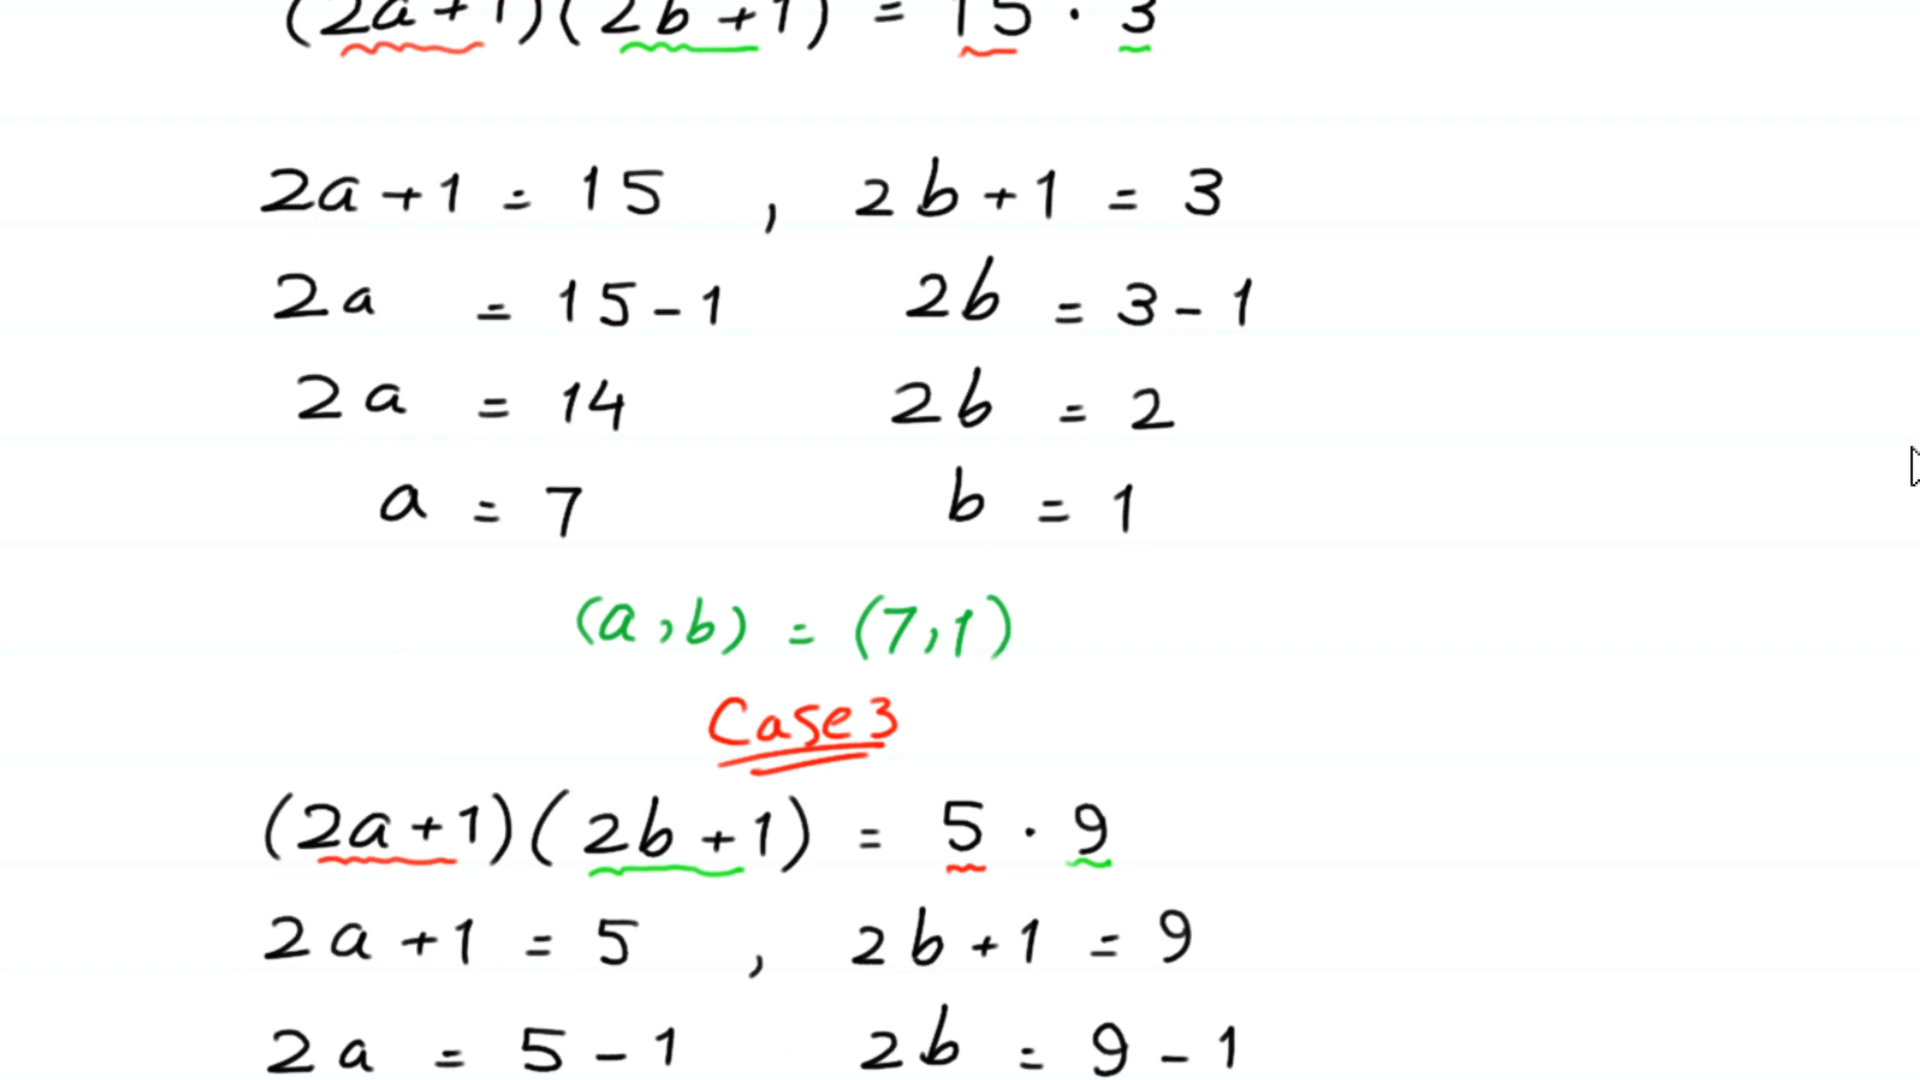 (2a+1)(2b+1) = 15 · 3
2a+1 = 15 , 2b+1 = 3
2a = 15-1 2b = 3-1
2a = 14 2b = 2
a = 7 b = 1
(a,b) = (7,1)
Case 3
(2a+1)(2b+1) = 5 · 9
2a+1 = 5 , 2b+1 = 9
2a = 5-1 2b = 9-1